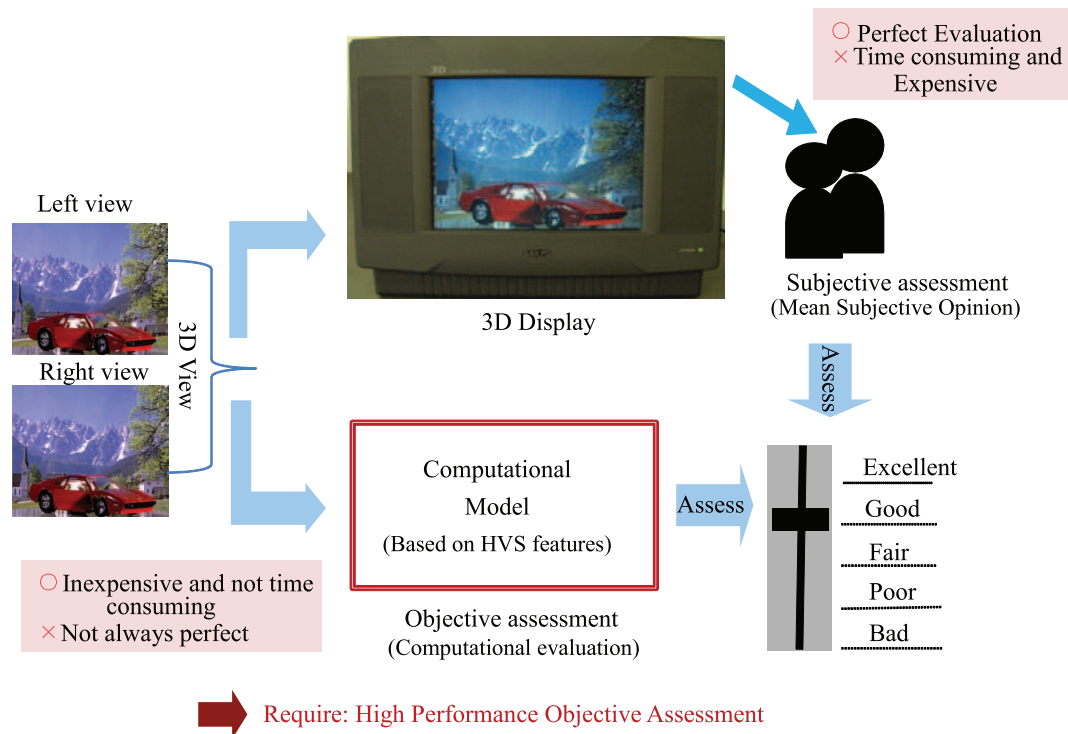 ○ Perfect Evaluation
× Time consuming and
Expensive
3D
Left view
Right view
3D View
3D Display
Subjective assessment
(Mean Subjective Opinion)
Assess
Computational
Model
(Based on HVS features)
Assess
Excellent
Good
Fair
Poor
Bad
○ Inexpensive and not time
consuming
× Not always perfect
Objective assessment
(Computational evaluation)
Require: High Performance Objective Assessment